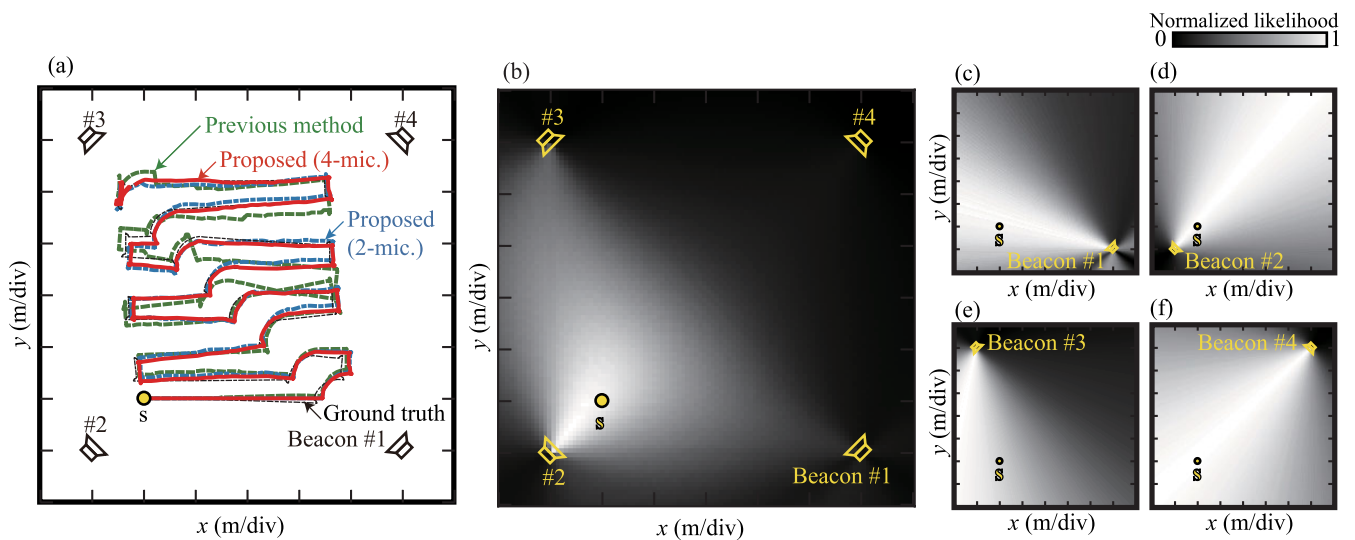 Normalized likelihood
0 1
(a)
#3
#4
Previous method
Proposed (4-mic.)
Proposed
(2-mic.)
y (m/div)
s
Ground truth
#2
Beacon #1
x (m/div)
(b)
#3
#4
y (m/div)
s
#2
Beacon #1
x (m/div)
(c)
y (m/div)
s
Beacon #1
x (m/div)
(d)
s
Beacon #2
x (m/div)
(e)
Beacon #3
y (m/div)
s
x (m/div)
(f)
Beacon #4
s
x (m/div)